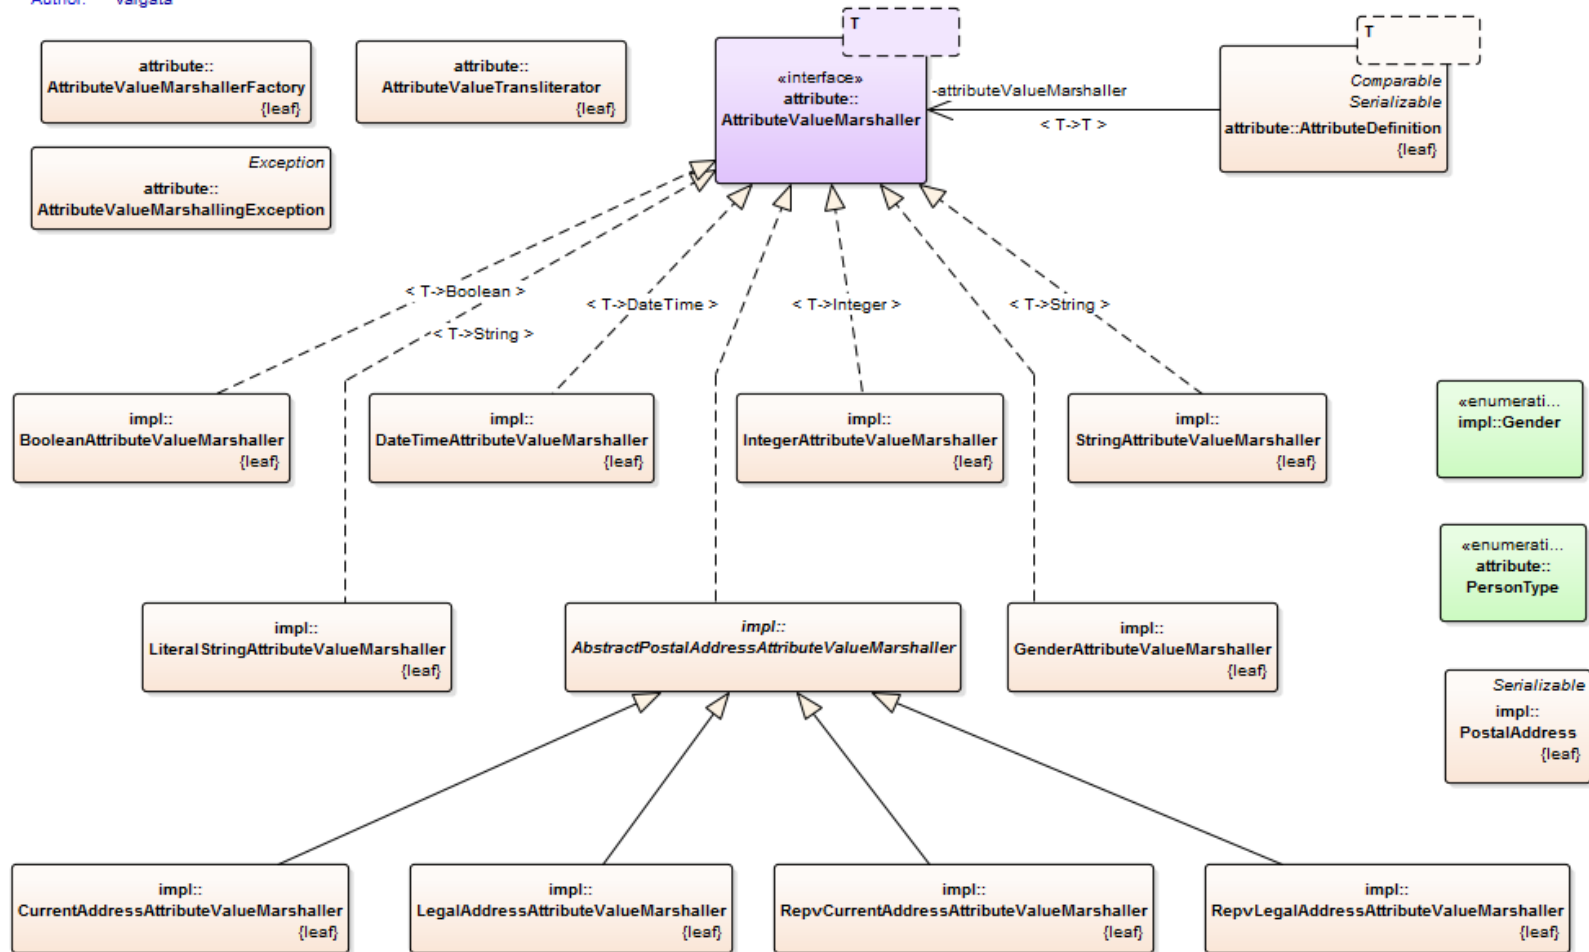 Author: vargata
T
T
attribute::
AttributeValueMarshallerFactory
{leaf}
attribute::
AttributeValueTransliterator
{leaf}
«interface»
attribute::
AttributeValueMarshaller
-attributeValueMarshaller
< T->T >
Comparable
Serializable
attribute::AttributeDefinition
{leaf}
Exception
attribute::
AttributeValueMarshallingException
< T->Boolean >
< T->String >
< T->DateTime >
< T->Integer >
< T->String >
impl::
BooleanAttributeValueMarshaller
{leaf}
impl::
DateTimeAttributeValueMarshaller
{leaf}
impl::
IntegerAttributeValueMarshaller
{leaf}
impl::
StringAttributeValueMarshaller
{leaf}
«enumerati...
impl::Gender
«enumerati...
attribute::
PersonType
impl::
LiteralStringAttributeValueMarshaller
{leaf}
impl::
AbstractPostalAddressAttributeValueMarshaller
impl::
GenderAttributeValueMarshaller
{leaf}
Serializable
impl::
PostalAddress
{leaf}
impl::
CurrentAddressAttributeValueMarshaller
{leaf}
impl::
LegalAddressAttributeValueMarshaller
{leaf}
impl::
RepvCurrentAddressAttributeValueMarshaller
{leaf}
impl::
RepvLegalAddressAttributeValueMarshaller
{leaf}